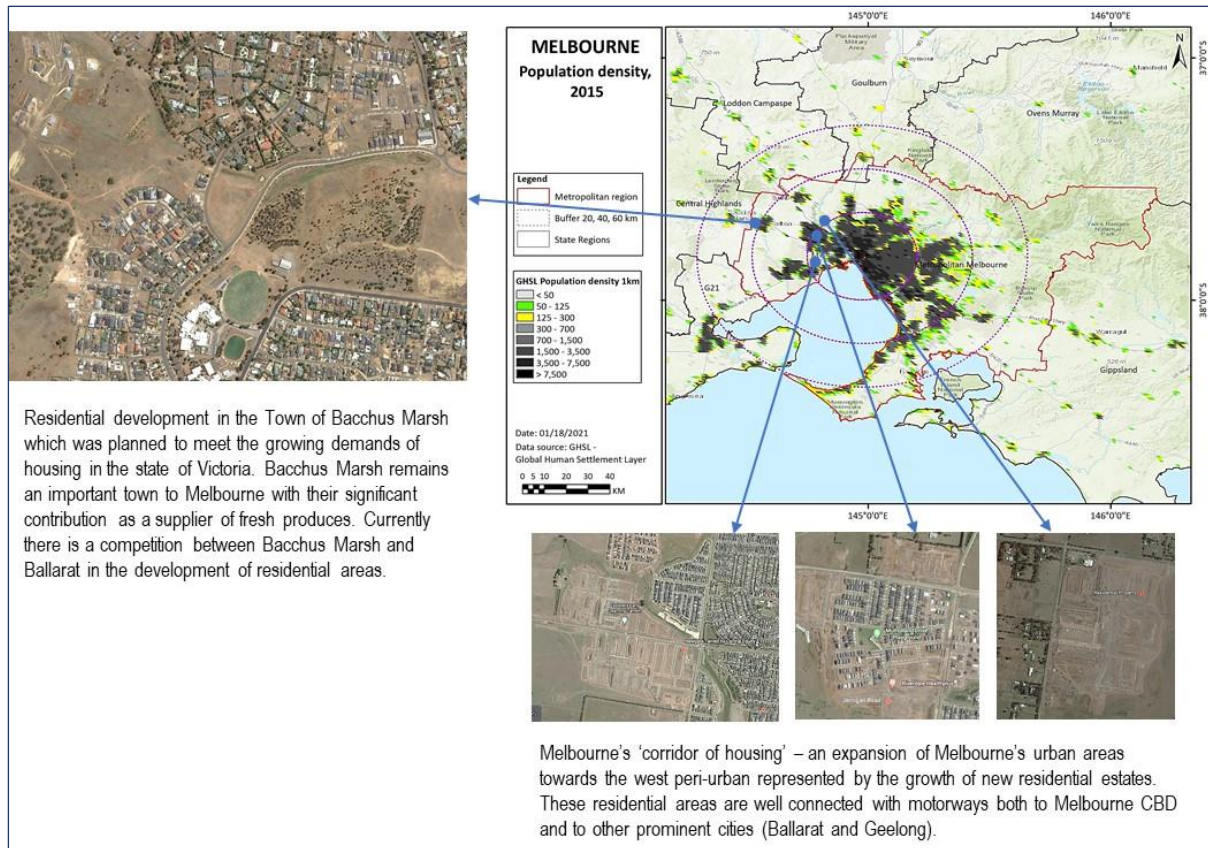 MELBOURNE
Population density,
2015
Legend
Metropolitan region
Buffer 20, 40, 60 km
State Regions
GHSL Population density 1km
< 50
50 - 125
125 - 300
300 - 700
700 - 1,500
1,500 - 3,500
3,500 - 7,500
> 7,500
Date: 01/18/2021
Data source: GHSL -
Global Human Settlement Layer
0 5 10 20 30 40
KM
145°0'0"E
146°0'0"E
N
37°0'0"S
38°0'0"S
Seymour
Mansfield
Goulburn
Loddon Campaspe
Ovens Murray
Central Highlands
Metropolitan Melbourne
G21
Warragul
Gippsland
145°0'0"E
146°0'0"E
Residential development in the Town of Bacchus Marsh
which was planned to meet the growing demands of
housing in the state of Victoria. Bacchus Marsh remains
an important town to Melbourne with their significant
contribution as a supplier of fresh produces. Currently
there is a competition between Bacchus Marsh and
Ballarat in the development of residential areas.
Melbourne's 'corridor of housing' – an expansion of Melbourne's urban areas
towards the west peri-urban represented by the growth of new residential estates.
These residential areas are well connected with motorways both to Melbourne CBD
and to other prominent cities (Ballarat and Geelong).